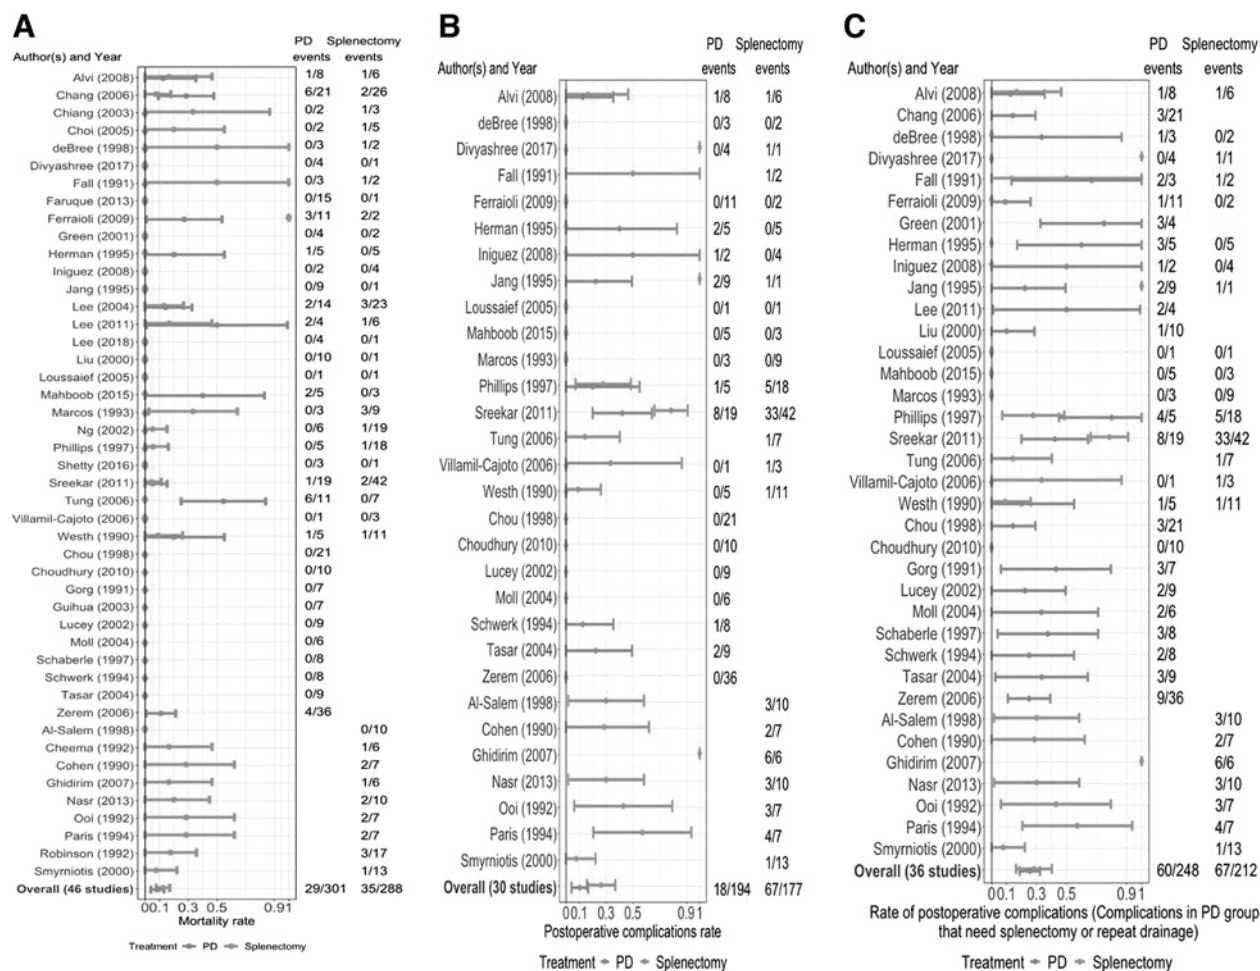 A
PD Splenectomy
Author(s) and Year events events
Alvi (2008) 1/8 1/6
Chang (2006) 6/21 2/26
Chiang (2003) 0/2 1/3
Choi (2005) 0/2 1/5
deBree (1998) 0/3 1/2
Divyashree (2017) 0/4 0/1
Fall (1991) 0/3 1/2
Faruque (2013) 0/15 0/1
Ferraioli (2009) 3/11 2/2
Green (2001) 0/4 0/2
Herman (1995) 1/5 0/5
Iniguez (2008) 0/2 0/4
Jang (1995) 0/9 0/1
Lee (2004) 2/14 3/23
Lee (2011) 2/4 1/6
Lee (2018) 0/4 0/1
Liu (2000) 0/10 0/1
Loussaief (2005) 0/1 0/1
Mahboob (2015) 2/5 0/3
Marcos (1993) 0/3 3/9
Ng (2002) 0/6 1/19
Phillips (1997) 0/5 1/18
Shetty (2016) 0/3 0/1
Sreekar (2011) 1/19 2/42
Tung (2006) 6/11 0/7
Villamil-Cajoto (2006) 0/1 0/3
Westh (1990) 1/5 1/11
Chou (1998) 0/21
Choudhury (2010) 0/10
Gorg (1991) 0/7
Guihua (2003) 0/7
Lucey (2002) 0/9
Moll (2004) 0/6
Schaberle (1997) 0/8
Schwerk (1994) 0/8
Tasar (2004) 0/9
Zerem (2006) 4/36
Al-Salem (1998) 0/10
Cheema (1992) 1/6
Cohen (1990) 2/7
Ghidirim (2007) 1/6
Nasr (2013) 2/10
Ooi (1992) 2/7
Paris (1994) 2/7
Robinson (1992) 3/17
Smyrniotis (2000) 1/13
Overall (46 studies) 29/301 35/288
00.1 0.3 0.5 0.91
Mortality rate
Treatment PD Splenectomy
B
PD Splenectomy
Author(s) and Year events events
Alvi (2008) 1/8 1/6
deBree (1998) 0/3 0/2
Divyashree (2017) 0/4 1/1
Fall (1991) 1/2
Ferraioli (2009) 0/11 0/2
Herman (1995) 2/5 0/5
Iniguez (2008) 1/2 0/4
Jang (1995) 2/9 1/1
Loussaief (2005) 0/1 0/1
Mahboob (2015) 0/5 0/3
Marcos (1993) 0/3 0/9
Phillips (1997) 1/5 5/18
Sreekar (2011) 8/19 33/42
Tung (2006) 1/7
Villamil-Cajoto (2006) 0/1 1/3
Westh (1990) 0/5 1/11
Chou (1998) 0/21
Choudhury (2010) 0/10
Lucey (2002) 0/9
Moll (2004) 0/6
Schwerk (1994) 1/8
Tasar (2004) 2/9
Zerem (2006) 0/36
Al-Salem (1998) 3/10
Cohen (1990) 2/7
Ghidirim (2007) 6/6
Nasr (2013) 3/10
Ooi (1992) 3/7
Paris (1994) 4/7
Smyrniotis (2000) 1/13
Overall (30 studies) 18/194 67/177
00.1 0.3 0.5 0.91
Postoperative complications rate
Treatment PD Splenectomy
C
PD Splenectomy
Author(s) and Year events events
Alvi (2008) 1/8 1/6
Chang (2006) 3/21
deBree (1998) 1/3 0/2
Divyashree (2017) 0/4 1/1
Fall (1991) 2/3 1/2
Ferraioli (2009) 1/11 0/2
Green (2001) 3/4
Herman (1995) 3/5 0/5
Iniguez (2008) 1/2 0/4
Jang (1995) 2/9 1/1
Lee (2011) 2/4
Liu (2000) 1/10
Loussaief (2005) 0/1 0/1
Mahboob (2015) 0/5 0/3
Marcos (1993) 0/3 0/9
Phillips (1997) 4/5 5/18
Sreekar (2011) 8/19 33/42
Tung (2006) 1/7
Villamil-Cajoto (2006) 0/1 1/3
Westh (1990) 1/5 1/11
Chou (1998) 3/21
Choudhury (2010) 0/10
Gorg (1991) 3/7
Lucey (2002) 2/9
Moll (2004) 2/6
Schaberle (1997) 3/8
Schwerk (1994) 2/8
Tasar (2004) 3/9
Zerem (2006) 9/36
Al-Salem (1998) 3/10
Cohen (1990) 2/7
Ghidirim (2007) 6/6
Nasr (2013) 3/10
Ooi (1992) 3/7
Paris (1994) 4/7
Smyrniotis (2000) 1/13
Overall (36 studies) 60/248 67/212
00.1 0.3 0.5 0.91
Rate of postoperative complications (Complications in PD group
that need splenectomy or repeat drainage)
Treatment PD Splenectomy